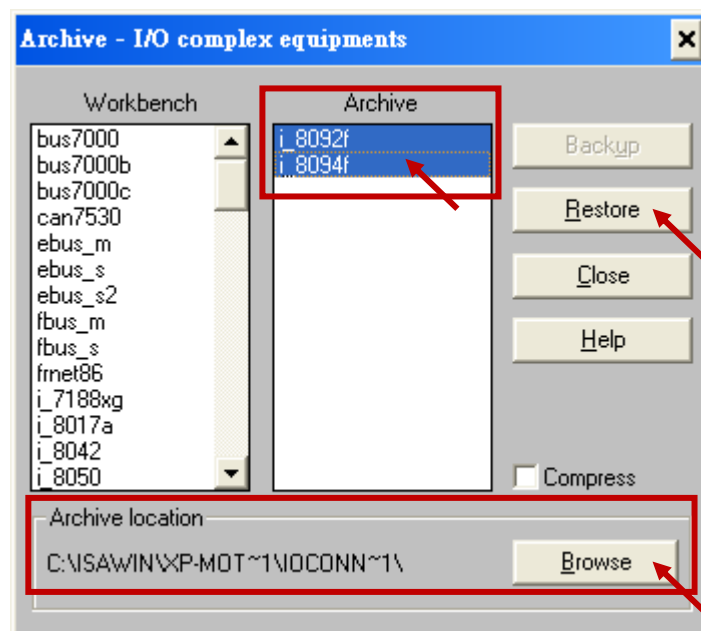 Archive - I/O complex equipments
Workbench
Archive
bus7000
bus7000b
bus7000c
can7530
ebus_m
ebus_s
ebus_s2
fbus_m
fbus_s
frnet86
i_7188xg
i_8017a
i_8042
i_8050
i_8092f
i_8094f
Backup
Restore
Close
Help
Compress
Archive location
C:\ISAWIN\XP-MOT~1\IOCONN~1\
Browse